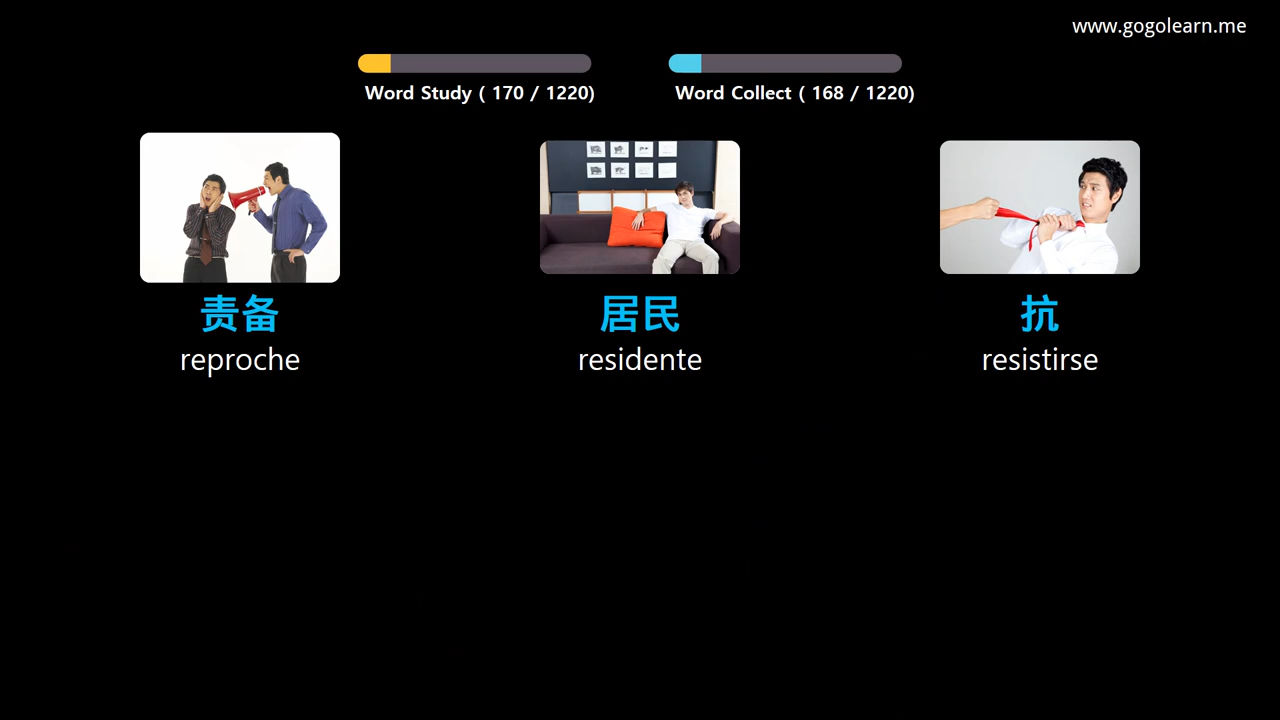 www.gogolearn.me
Word Study ( 170 / 1220)
Word Collect ( 168 / 1220)
责备
居民
抗
reproche
residente
resistirse